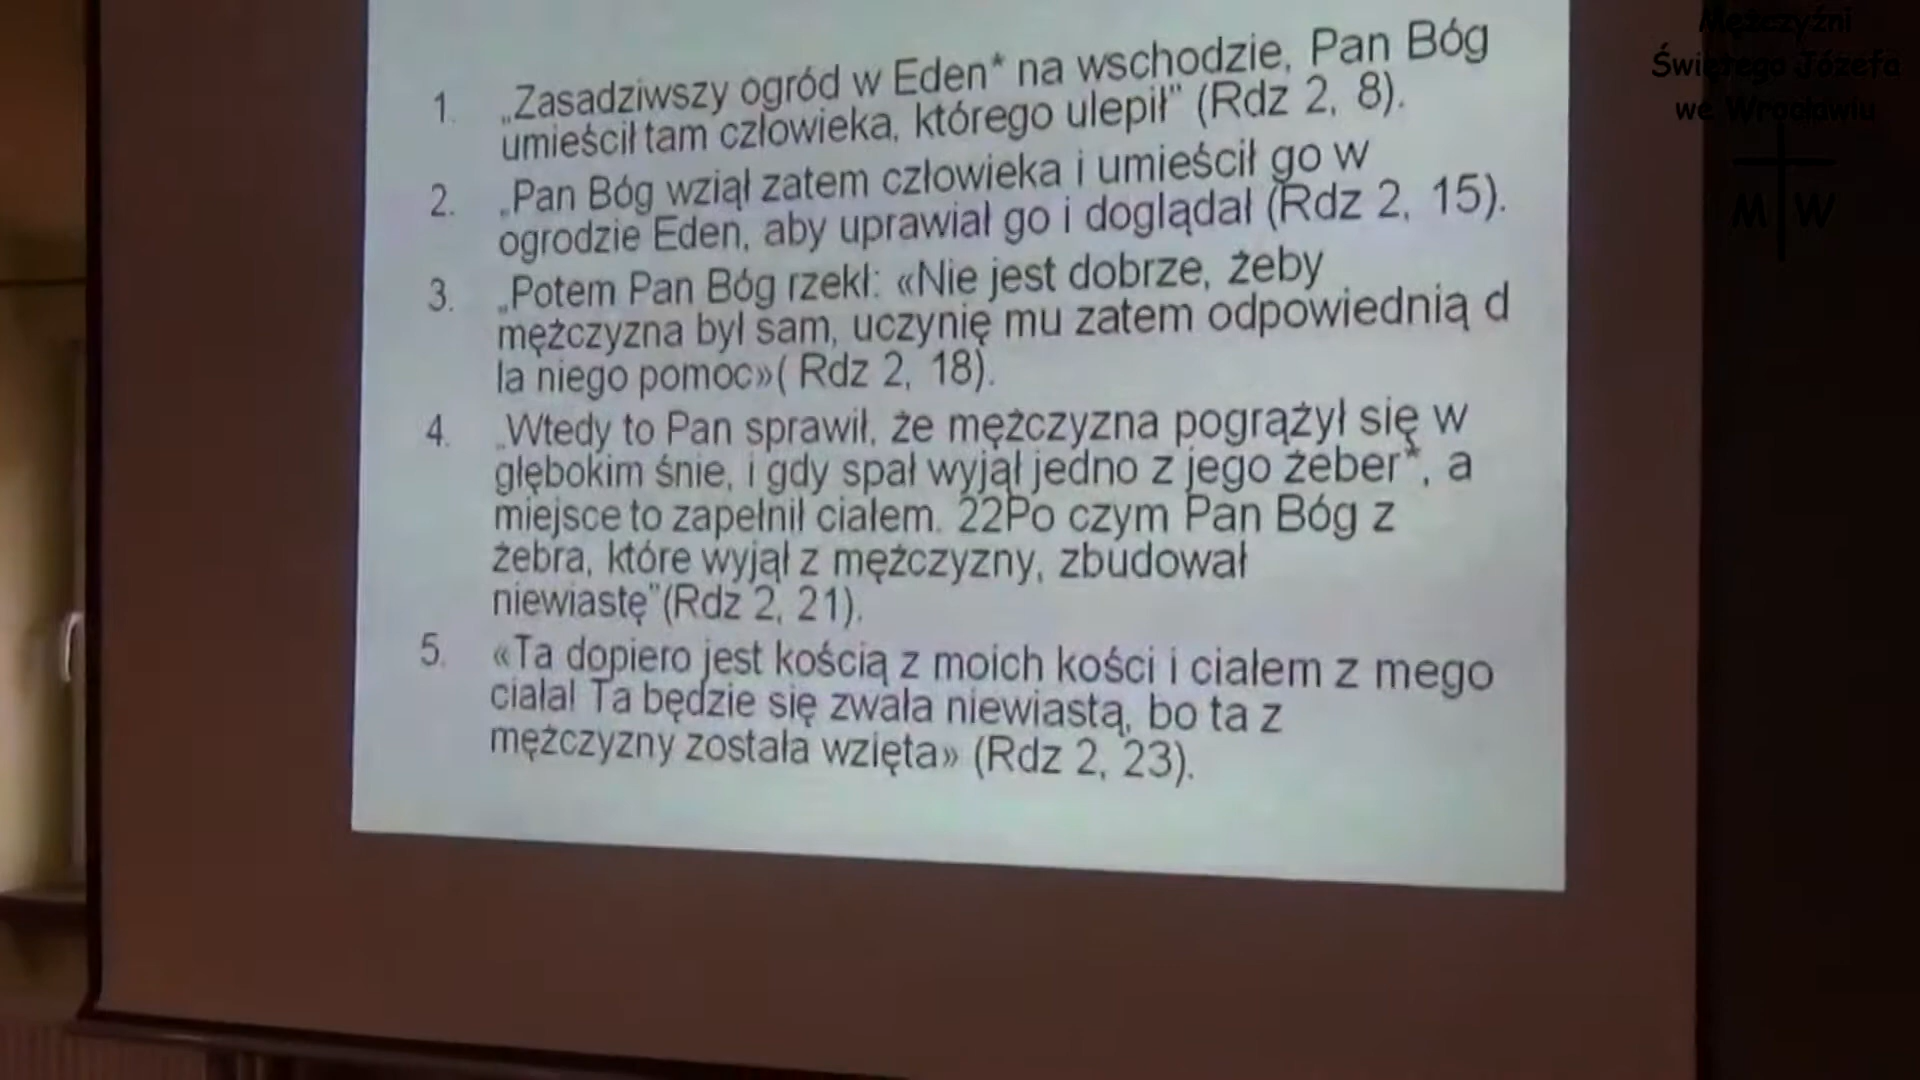 Mężczyźni
Świętego Józefa
we Wrocławiu
M W
1. „Zasadziwszy ogród w Eden* na wschodzie, Pan Bóg
umieścił tam człowieka, którego ulepił" (Rdz 2, 8).
2. „Pan Bóg wziął zatem człowieka i umieścił go w
ogrodzie Eden, aby uprawiał go i doglądał (Rdz 2, 15).
3. „Potem Pan Bóg rzekł: «Nie jest dobrze, żeby
mężczyzna był sam, uczynię mu zatem odpowiednią d
la niego pomoc»( Rdz 2, 18).
4. „Wtedy to Pan sprawił, że mężczyzna pogrążył się w
głębokim śnie, i gdy spał wyjął jedno z jego żeber*, a
miejsce to zapełnił ciałem. 22Po czym Pan Bóg z
żebra, które wyjął z mężczyzny, zbudował
niewiastę"(Rdz 2, 21).
5. «Ta dopiero jest kością z moich kości i ciałem z mego
ciała! Ta będzie się zwała niewiastą, bo ta z
mężczyzny została wzięta» (Rdz 2, 23).